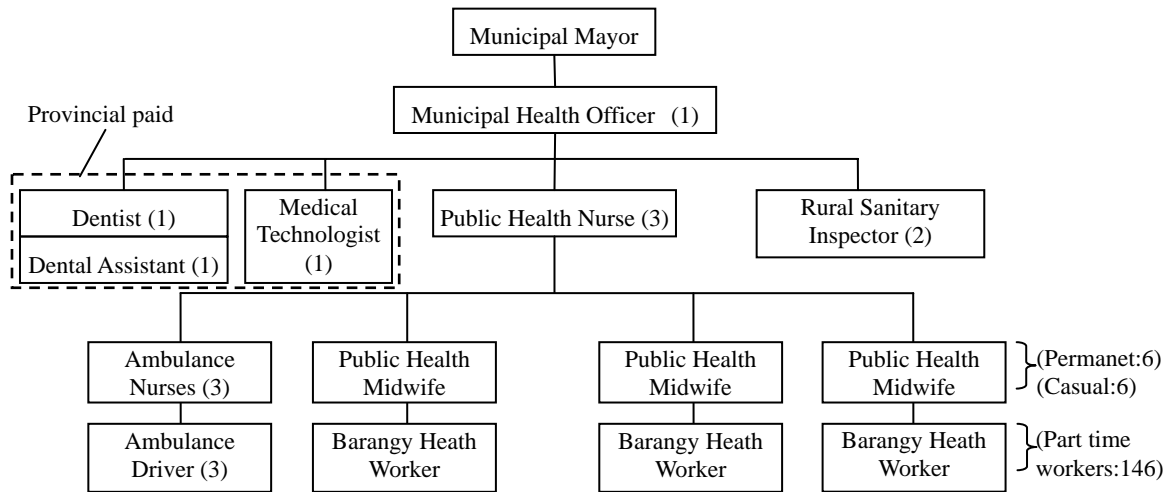 Municipal Mayor
Municipal Health Officer (1)
Provincial paid
Dentist (1)
Dental Assistant (1)
Medical
Technologist
(1)
Public Health Nurse (3)
Rural Sanitary
Inspector (2)
Ambulance
Nurses (3)
Public Health
Midwife
Public Health
Midwife
Public Health
Midwife
(Permanet:6)
(Casual:6)
Ambulance
Driver (3)
Barangy Heath
Worker
Barangy Heath
Worker
Barangy Heath
Worker
(Part time
workers:146)